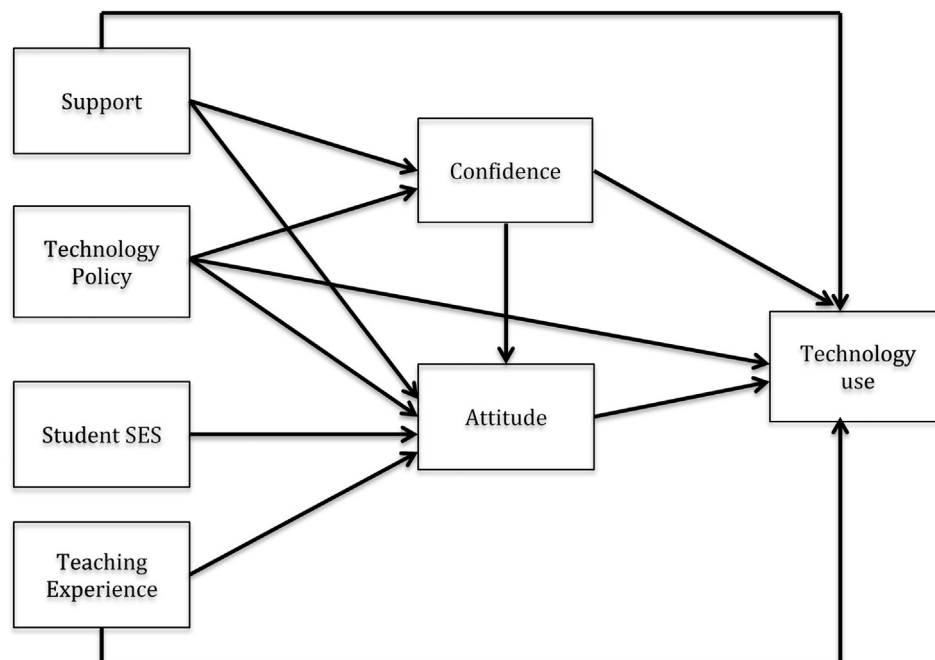 Support
Confidence
Technology
Policy
Technology
use
Attitude
Student SES
Teaching
Experience